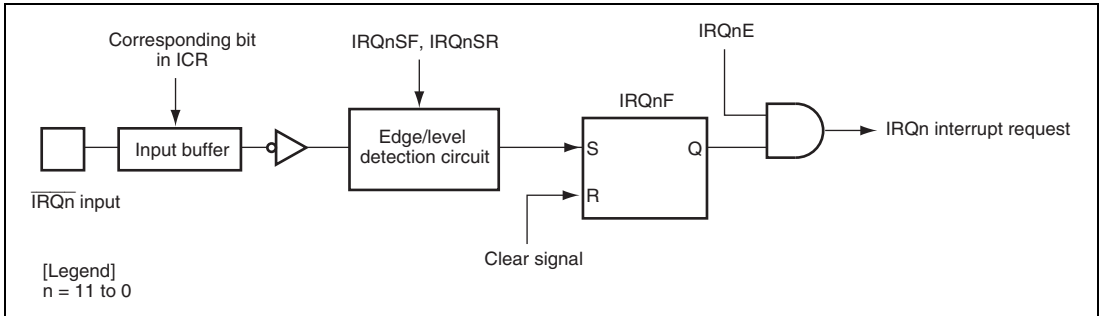 Corresponding bit
in ICR
IRQnSF, IRQnSR
IRQnE
IRQnF
Input buffer
Edge/level
detection circuit
S
Q
R
IRQn interrupt request
IRQn input
Clear signal
[Legend]
n = 11 to 0